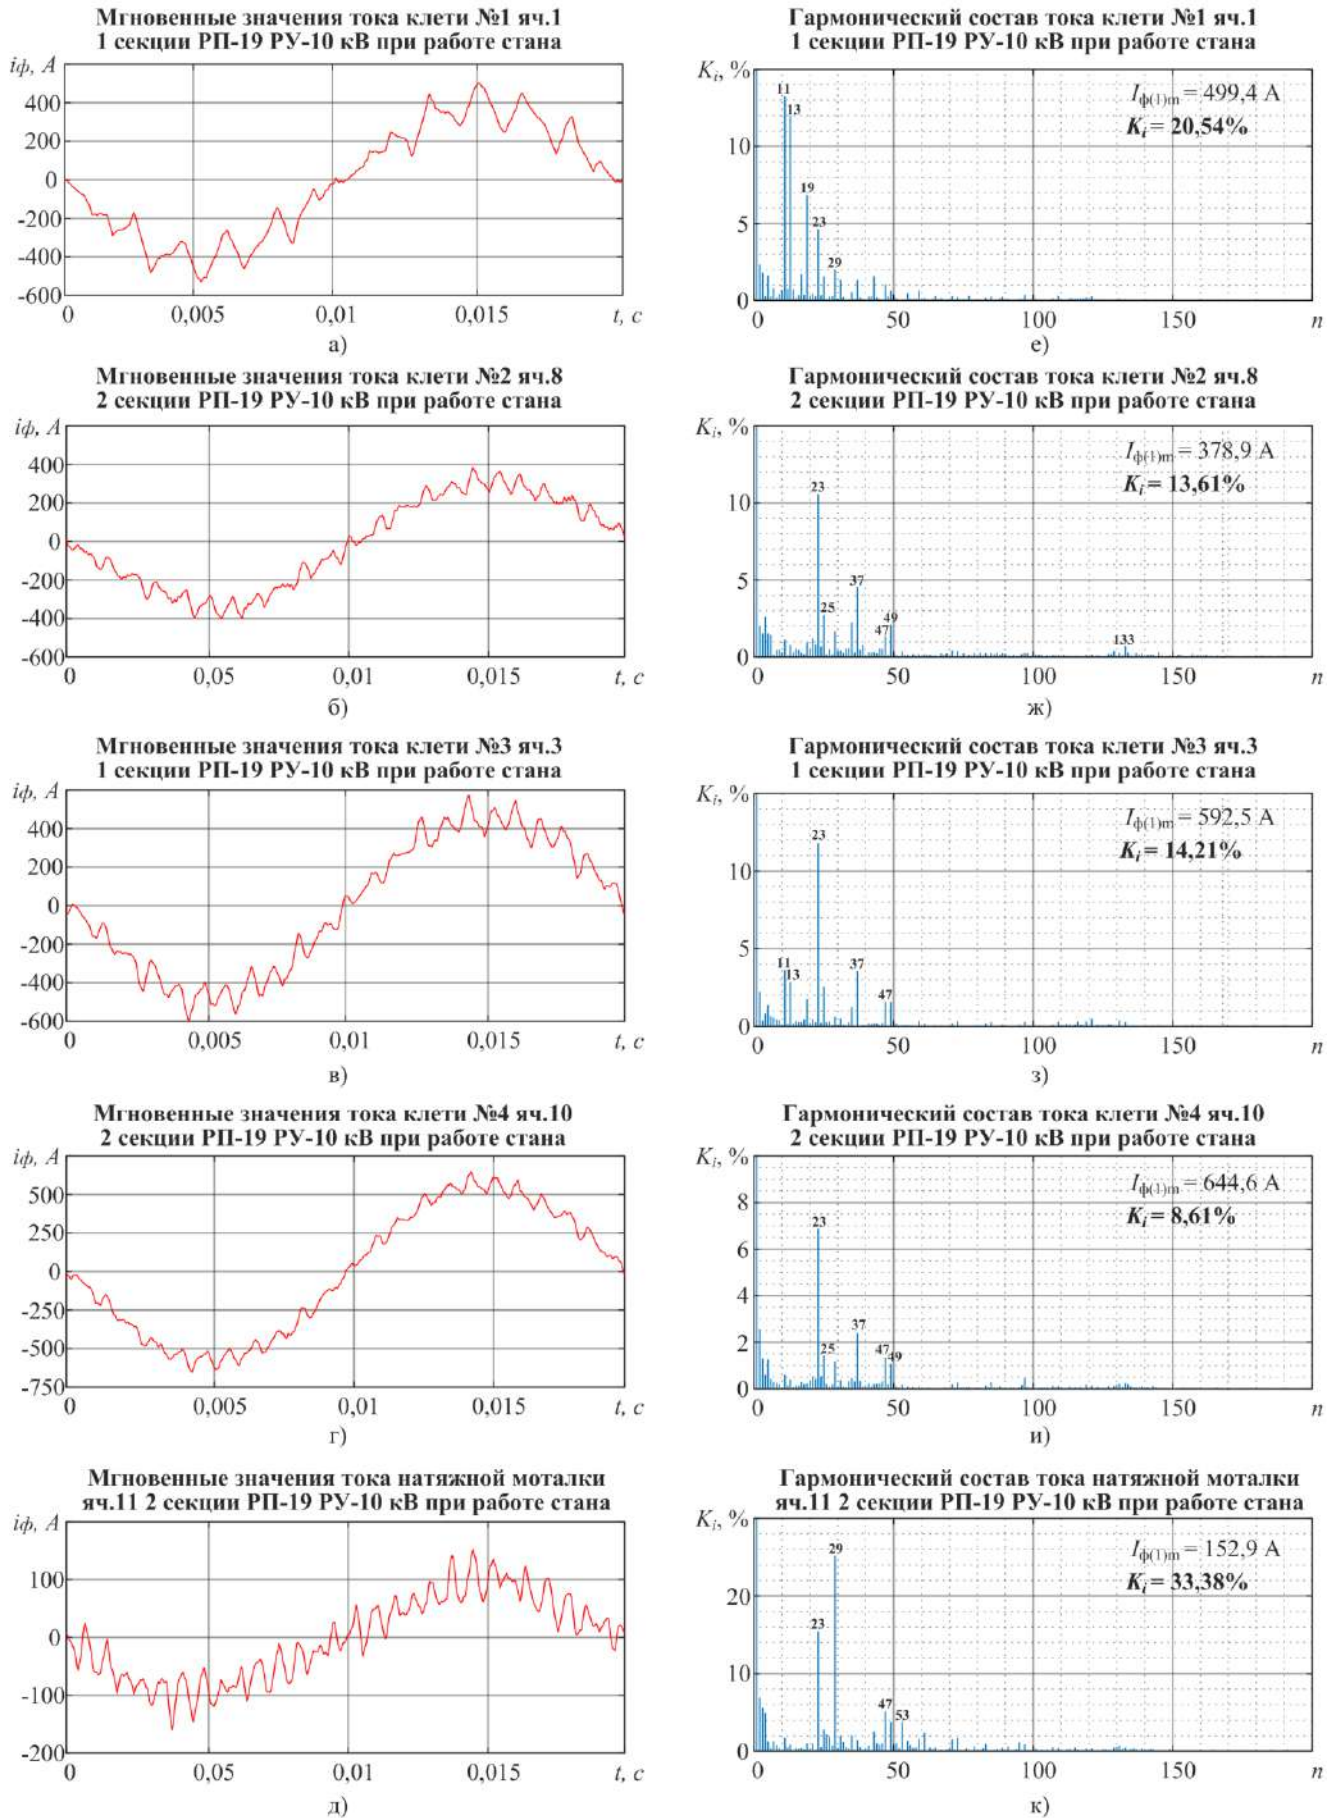 Мгновенные значения тока клети №1 яч.1
1 секции РП-19 РУ-10 кВ при работе стана
iф, А
400
200
0
-200
-400
-600
0 0,005 0,01 0,015 t, с
а)
Гармонический состав тока клети №1 яч.1
1 секции РП-19 РУ-10 кВ при работе стана
Ki, %
Iф(1)m = 499,4 А
Ki = 20,54%
11
13
19
23
29
10
5
0
0 50 100 150 n
е)
Мгновенные значения тока клети №2 яч.8
2 секции РП-19 РУ-10 кВ при работе стана
iф, А
400
200
0
-200
-400
-600
0 0,005 0,01 0,015 t, с
б)
Гармонический состав тока клети №2 яч.8
2 секции РП-19 РУ-10 кВ при работе стана
Ki, %
Iф(1)m = 378,9 А
Ki = 13,61%
23
25
37
47
49
133
10
5
0
0 50 100 150 n
ж)
Мгновенные значения тока клети №3 яч.3
1 секции РП-19 РУ-10 кВ при работе стана
iф, А
400
200
0
-200
-400
-600
0 0,005 0,01 0,015 t, с
в)
Гармонический состав тока клети №3 яч.3
1 секции РП-19 РУ-10 кВ при работе стана
Ki, %
Iф(1)m = 592,5 А
Ki = 14,21%
11
13
23
37
47
10
5
0
0 50 100 150 n
з)
Мгновенные значения тока клети №4 яч.10
2 секции РП-19 РУ-10 кВ при работе стана
iф, А
500
250
0
-250
-500
-750
0 0,005 0,01 0,015 t, с
г)
Гармонический состав тока клети №4 яч.10
2 секции РП-19 РУ-10 кВ при работе стана
Ki, %
Iф(1)m = 644,6 А
Ki = 8,61%
23
25
37
47
49
8
6
4
2
0
0 50 100 150 n
и)
Мгновенные значения тока натяжной моталки
яч.11 2 секции РП-19 РУ-10 кВ при работе стана
iф, А
100
0
-100
-200
0 0,005 0,01 0,015 t, с
д)
Гармонический состав тока натяжной моталки
яч.11 2 секции РП-19 РУ-10 кВ при работе стана
Ki, %
Iф(1)m = 152,9 А
Ki = 33,38%
23
29
47
53
20
10
0
0 50 100 150 n
к)